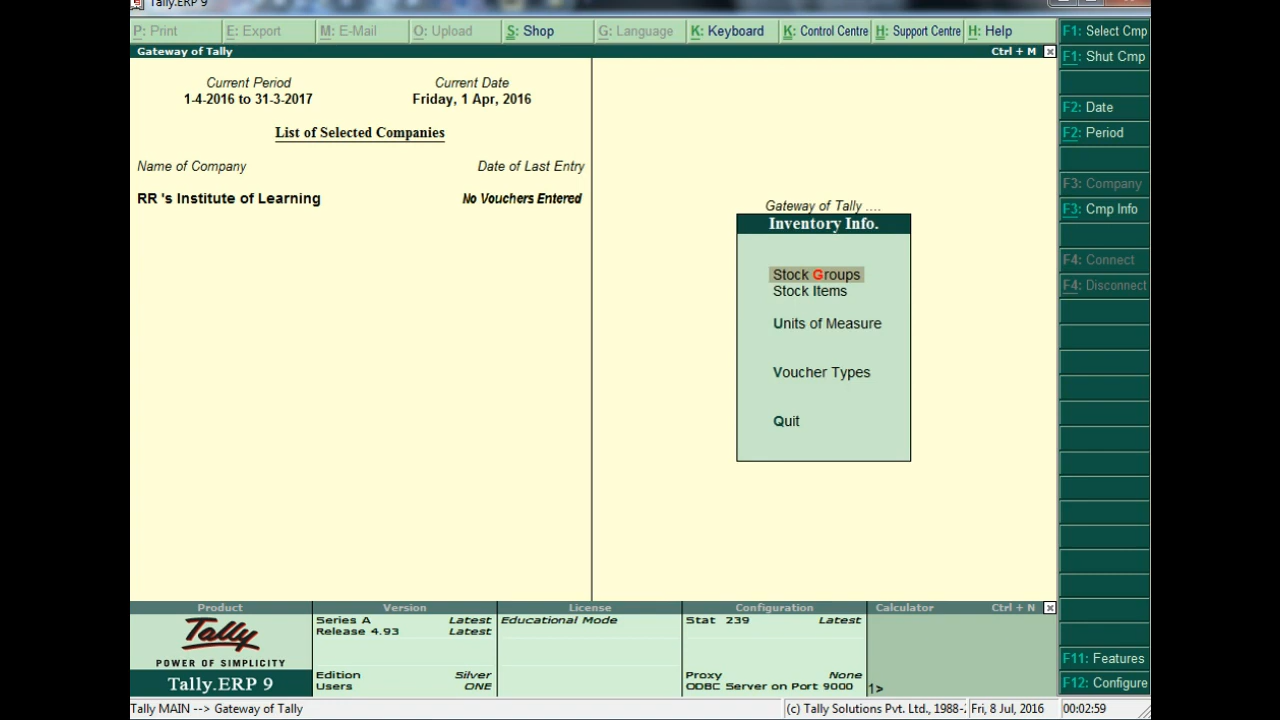 Tally.ERP 9
P: Print E: Export M: E-Mail O: Upload S: Shop G: Language K: Keyboard K: Control Centre H: Support Centre H: Help
Gateway of Tally Ctrl + M
Current Period Current Date
1-4-2016 to 31-3-2017 Friday, 1 Apr, 2016
List of Selected Companies
Name of Company Date of Last Entry
RR 's Institute of Learning No Vouchers Entered
Gateway of Tally ....
Inventory Info.
Stock Groups
Stock Items
Units of Measure
Voucher Types
Quit
F1: Select Cmp
F1: Shut Cmp
F2: Date
F2: Period
F3: Company
F3: Cmp Info
F4: Connect
F4: Disconnect
F11: Features
F12: Configure
Product Version License Configuration Calculator Ctrl + N
Tally
POWER OF SIMPLICITY
Tally.ERP 9
Series A Latest
Release 4.93 Latest
Edition Silver
Users ONE
Educational Mode
Stat 239 Latest
Proxy None
ODBC Server on Port 9000
1>
Tally MAIN --> Gateway of Tally (c) Tally Solutions Pvt. Ltd., 1988-2 Fri, 8 Jul, 2016 00:02:59